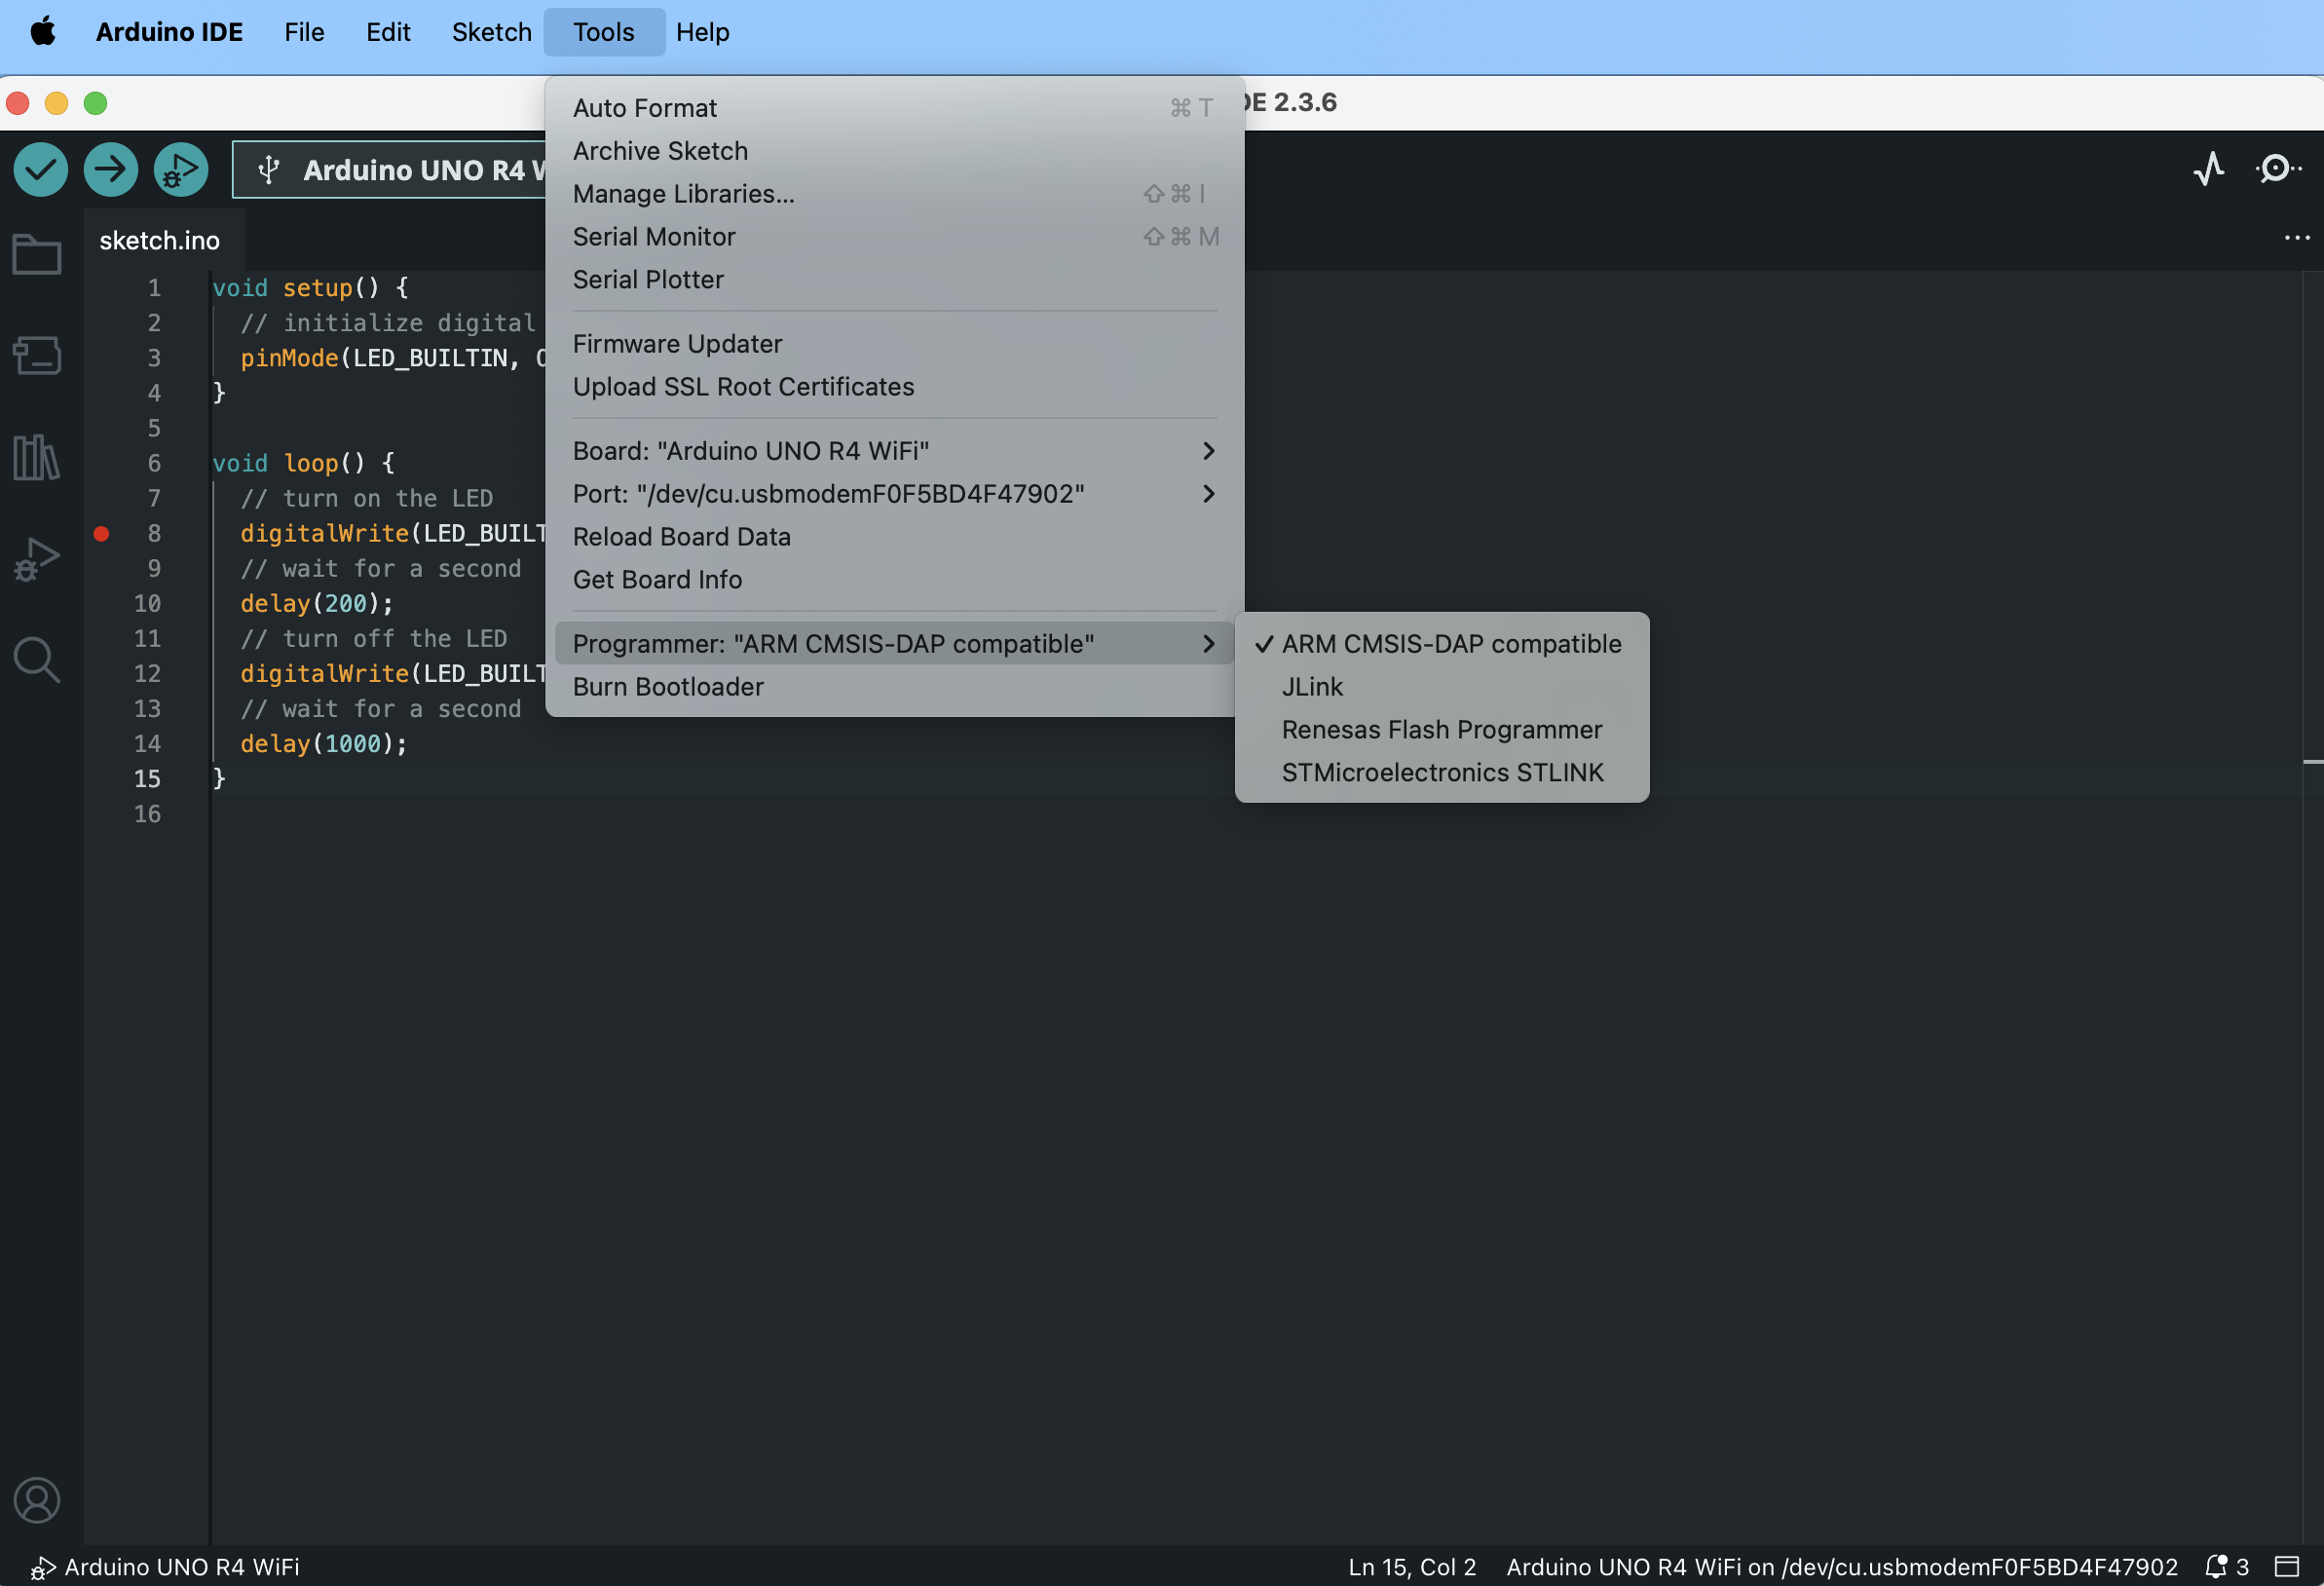 Arduino IDE File Edit Sketch Tools Help
DE 2.3.6
Arduino UNO R4 W
sketch.ino
1 void setup() {
2 // initialize digital
3 pinMode(LED_BUILTIN, O
4 }
5
6 void loop() {
7 // turn on the LED
8 digitalWrite(LED_BUILT
9 // wait for a second
10 delay(200);
11 // turn off the LED
12 digitalWrite(LED_BUILT
13 // wait for a second
14 delay(1000);
15 }
16
Auto Format ⌘ T
Archive Sketch
Manage Libraries... ⇧ ⌘ I
Serial Monitor ⇧ ⌘ M
Serial Plotter
Firmware Updater
Upload SSL Root Certificates
Board: "Arduino UNO R4 WiFi"
Port: "/dev/cu.usbmodemF0F5BD4F47902"
Reload Board Data
Get Board Info
Programmer: "ARM CMSIS-DAP compatible"
Burn Bootloader
✓ ARM CMSIS-DAP compatible
JLink
Renesas Flash Programmer
STMicroelectronics STLINK
Arduino UNO R4 WiFi
Ln 15, Col 2 Arduino UNO R4 WiFi on /dev/cu.usbmodemF0F5BD4F47902 3